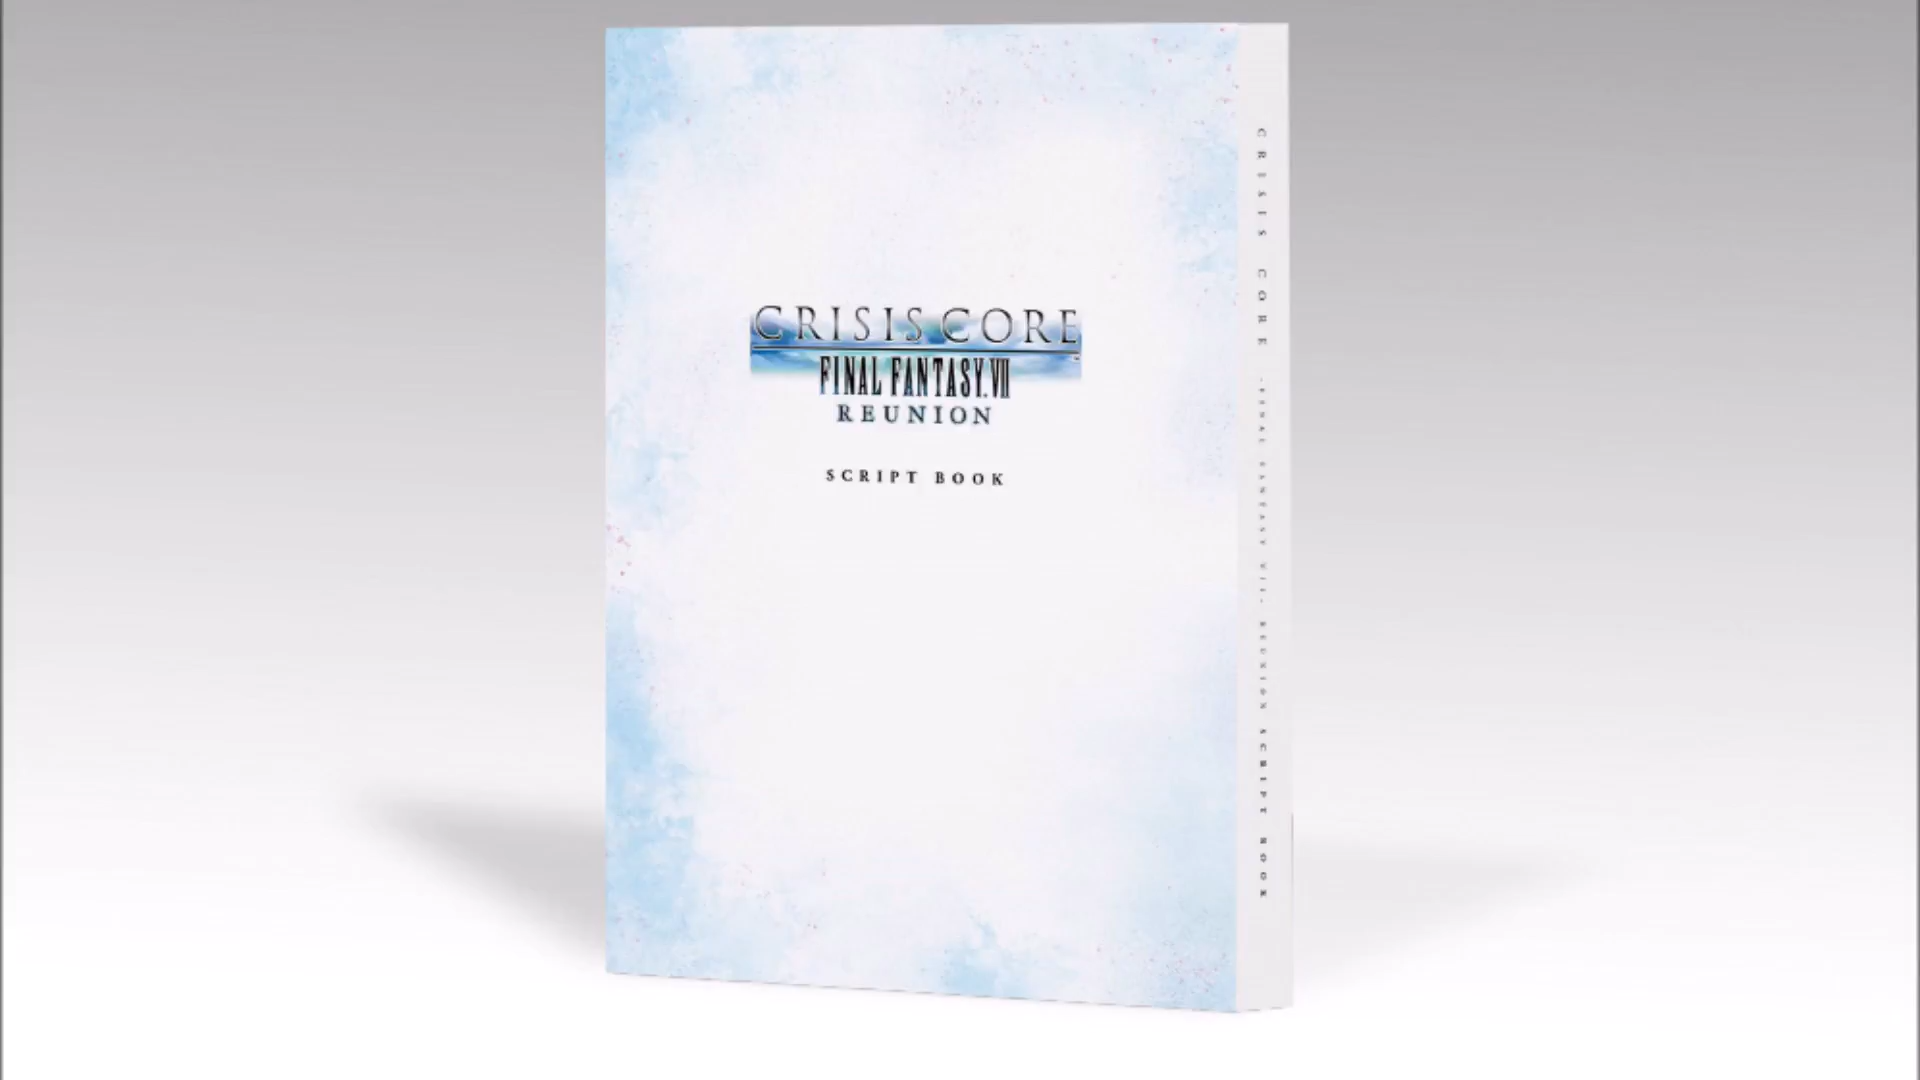 CRISIS CORE
FINAL FANTASY VII
REUNION
SCRIPT BOOK
CRISIS CORE -FINAL FANTASY VII- REUNION SCRIPT BOOK